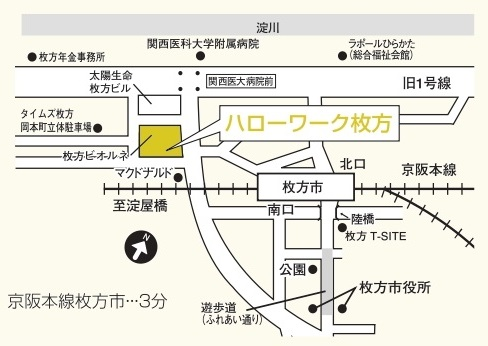 淀川
関西医科大学附属病院
ラポールひらかた
(総合福祉会館)
枚方年金事務所
太陽生命
枚方ビル
関西医大病院前
旧1号線
タイムズ枚方
岡本町立体駐車場
ハローワーク枚方
枚方ビオルネ
マクドナルド
北口
京阪本線
枚方市
至淀屋橋
南口
陸橋
枚方 T-SITE
N
公園
枚方市役所
京阪本線枚方市…3分
遊歩道
(ふれあい通り)